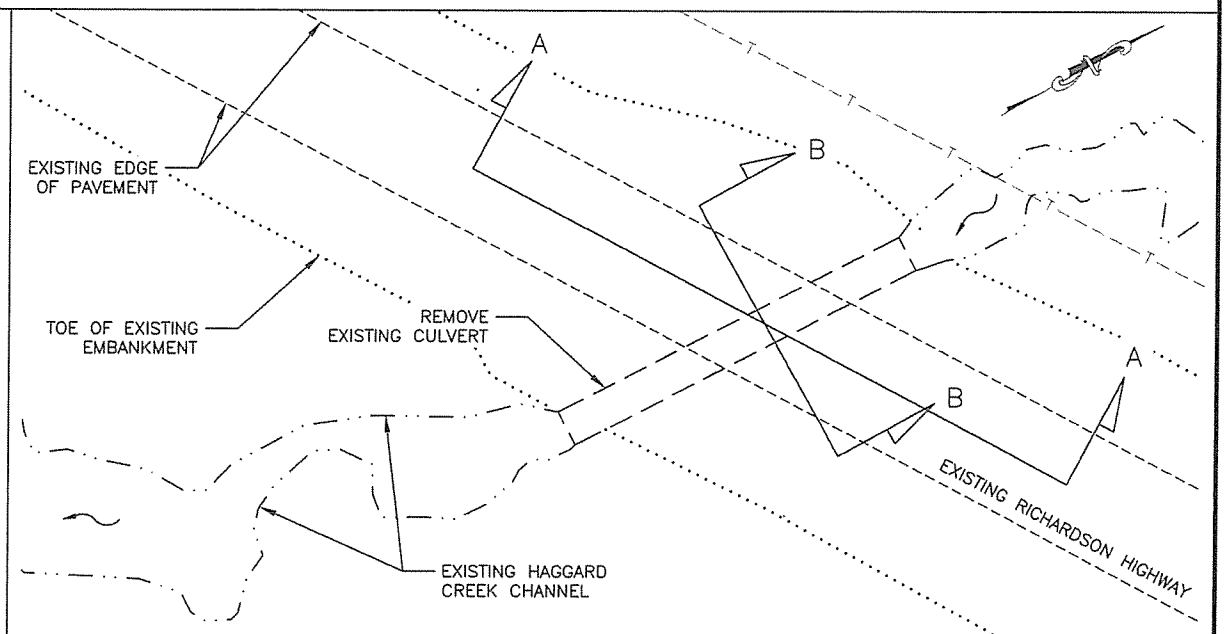 A
T
T
T
T
T
B
EXISTING EDGE
OF PAVEMENT
TOE OF EXISTING
EMBANKMENT
REMOVE
EXISTING CULVERT
A
B
EXISTING RICHARDSON HIGHWAY
EXISTING HAGGARD
CREEK CHANNEL